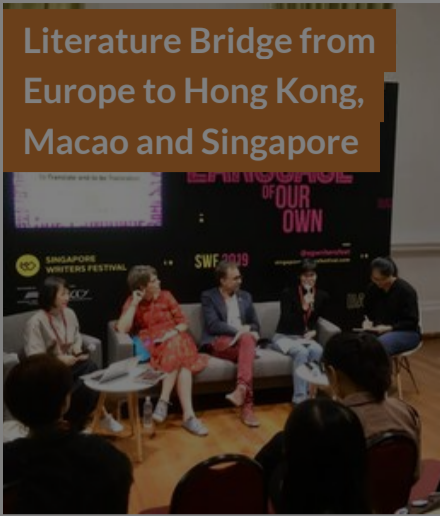 Literature Bridge from
Europe to Hong Kong,
Macao and Singapore
to Translate and to be Translated
LANGUAGE
OF OUR
OWN
SINGAPORE
WRITERS FESTIVAL
SWF 2019